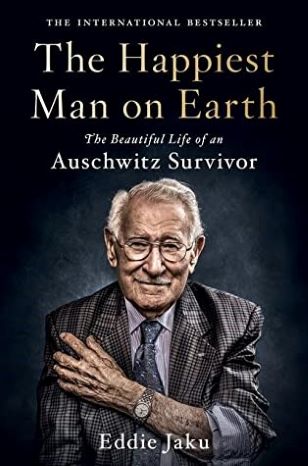 THE INTERNATIONAL BESTSELLER
The Happiest
Man on Earth
The Beautiful Life of an
Auschwitz Survivor
Eddie Jaku